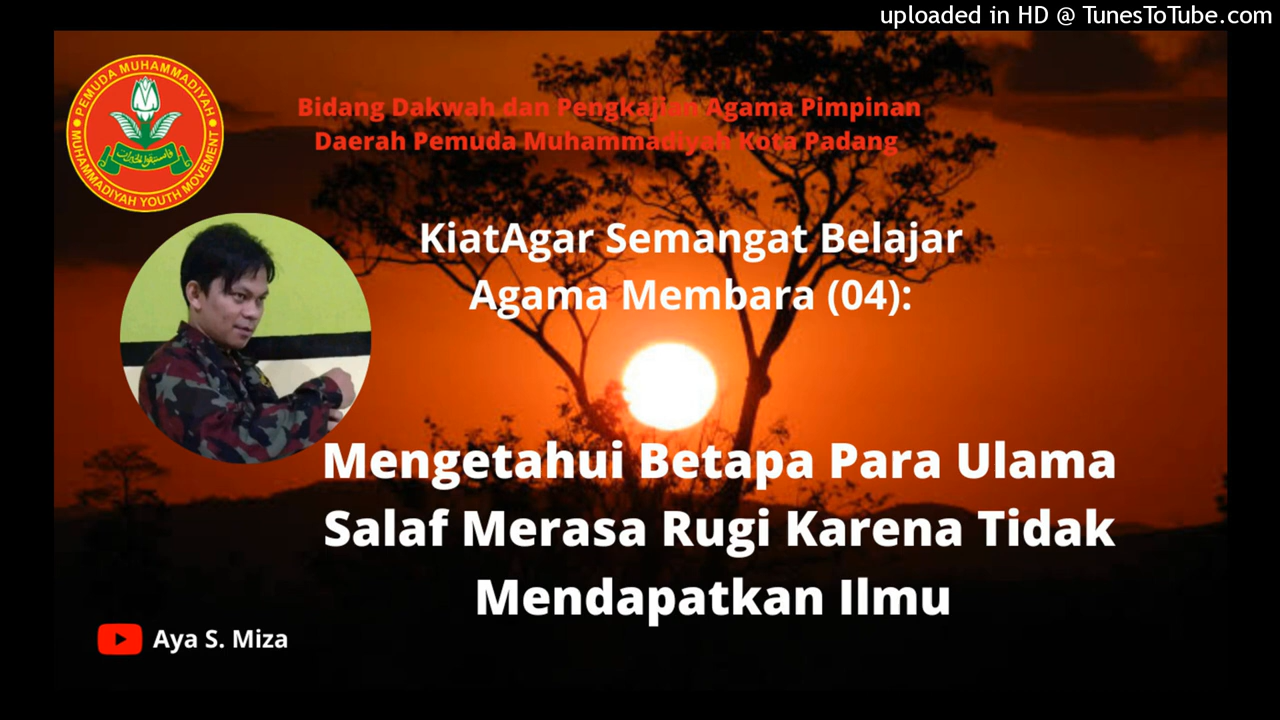 uploaded in HD @ TunesToTube.com
PEMUDA MUHAMMADIYAH
MUHAMMADIYAH YOUTH MOVEMENT
Bidang Dakwah dan Pengkajian Agama Pimpinan
Daerah Pemuda Muhammadiyah Kota Padang
KiatAgar Semangat Belajar
Agama Membara (04):
Mengetahui Betapa Para Ulama
Salaf Merasa Rugi Karena Tidak
Mendapatkan Ilmu
Aya S. Miza